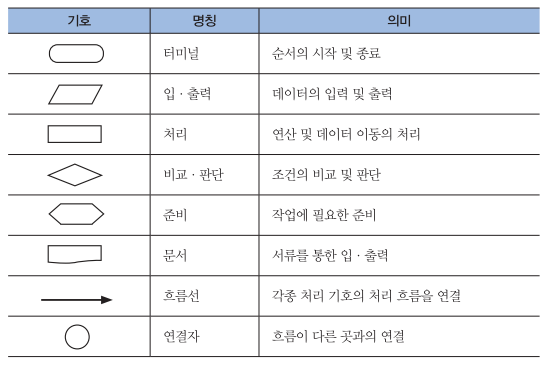 기호 명칭 의미
터미널 순서의 시작 및 종료
입 · 출력 데이터의 입력 및 출력
처리 연산 및 데이터 이동의 처리
비교 · 판단 조건의 비교 및 판단
준비 작업에 필요한 준비
문서 서류를 통한 입 · 출력
흐름선 각종 처리 기호의 처리 흐름을 연결
연결자 흐름이 다른 곳과의 연결